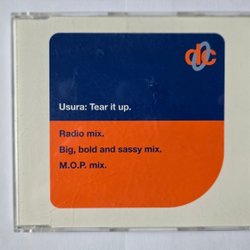 dc
Usura: Tear it up.
Radio mix.
Big, bold and sassy mix.
M.O.P. mix.